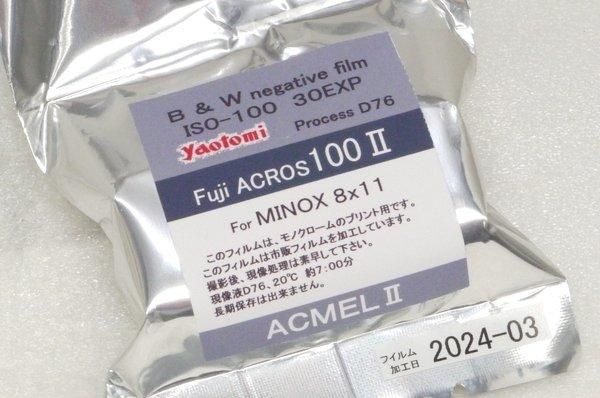 B & W negative film
ISO-100 30EXP
yaotomi Process D76
Fuji ACROS100 II
For MINOX 8x11
このフィルムは、モノクロームのプリント用です。
このフィルムは市販フィルムを加工しています。
撮影後、現像処理は素早して下さい。
現像液D76、20℃ 約7:00分
長期保存は出来ません。
ACMEL II
フィルム
加工日 2024-03